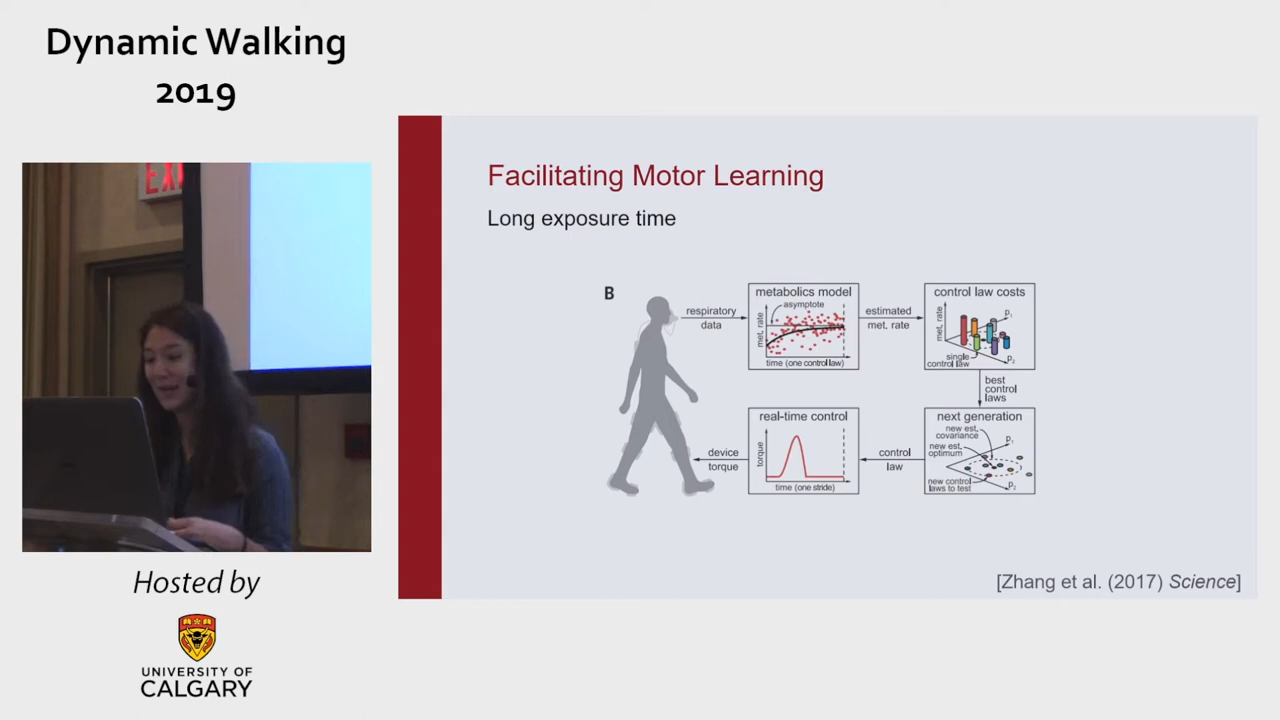 Dynamic Walking
2019
EXI
Hosted by
UNIVERSITY OF
CALGARY
Facilitating Motor Learning
Long exposure time
B
respiratory
data
metabolics model
asymptote
met. rate
time (one control law)
estimated
met. rate
control law costs
met. rate
p₁
single
control law
p₂
best
control
laws
next generation
new est.
covariance
new est.
optimum
p₁
new control
laws to test
p₂
control
law
real-time control
torque
time (one stride)
device
torque
[Zhang et al. (2017) Science]